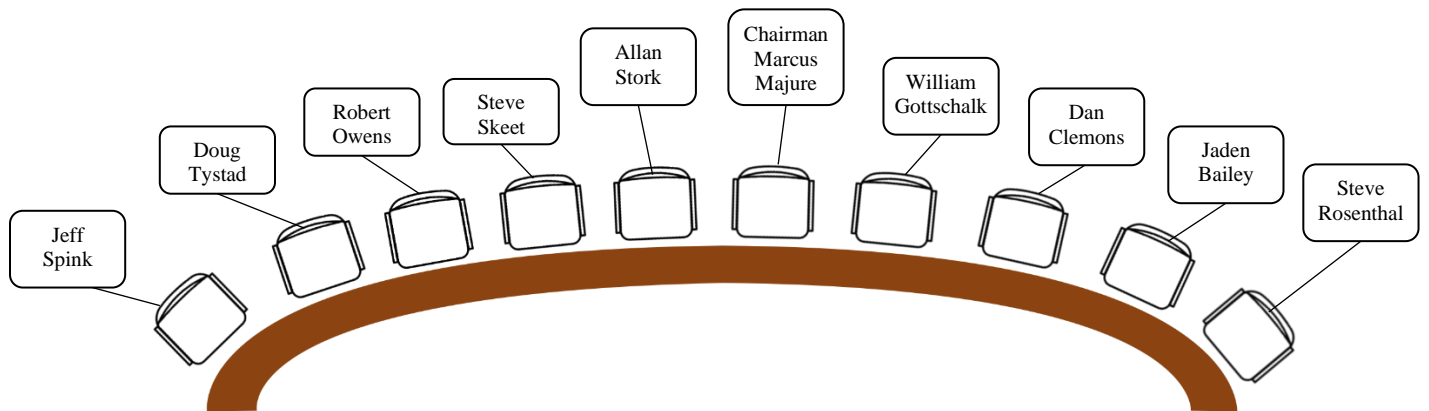 Jeff
Spink
Doug
Tystad
Robert
Owens
Steve
Skeet
Allan
Stork
Chairman
Marcus
Majure
William
Gottschalk
Dan
Clemons
Jaden
Bailey
Steve
Rosenthal